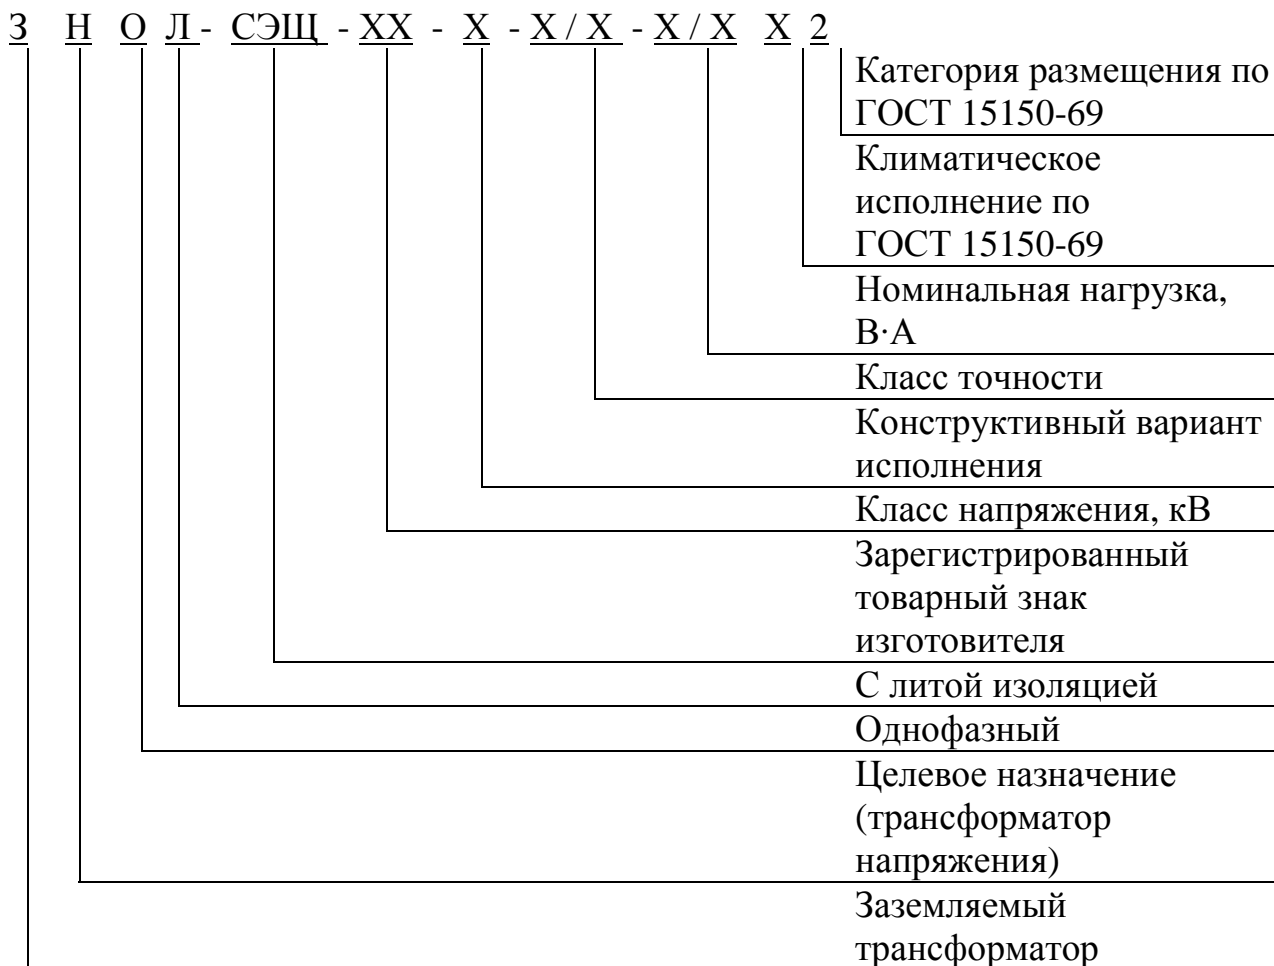 З Н О Л - СЭЩ - ХХ - Х - Х / Х - Х / Х Х 2
Категория размещения по
ГОСТ 15150-69
Климатическое
исполнение по
ГОСТ 15150-69
Номинальная нагрузка,
В·А
Класс точности
Конструктивный вариант
исполнения
Класс напряжения, кВ
Зарегистрированный
товарный знак
изготовителя
С литой изоляцией
Однофазный
Целевое назначение
(трансформатор
напряжения)
Заземляемый
трансформатор